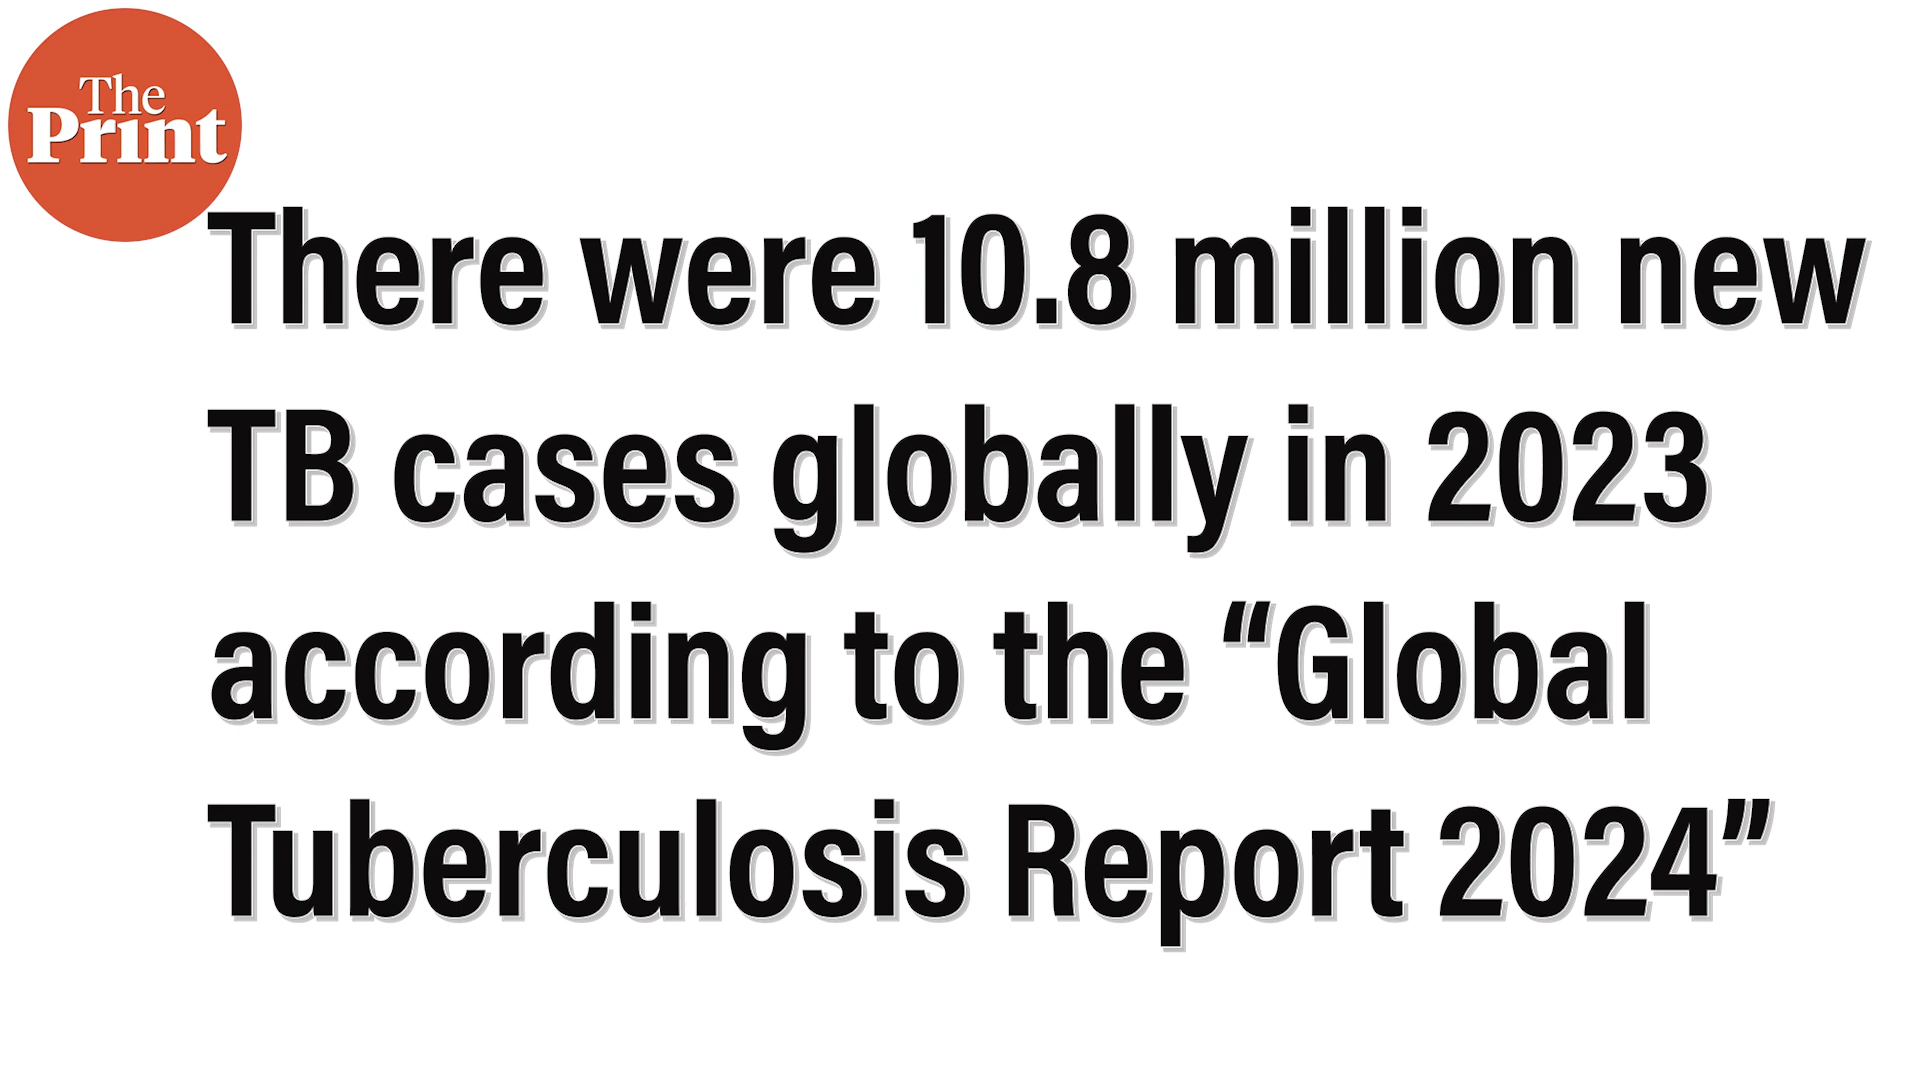 The
Print
There were 10.8 million new
TB cases globally in 2023
according to the “Global
Tuberculosis Report 2024”